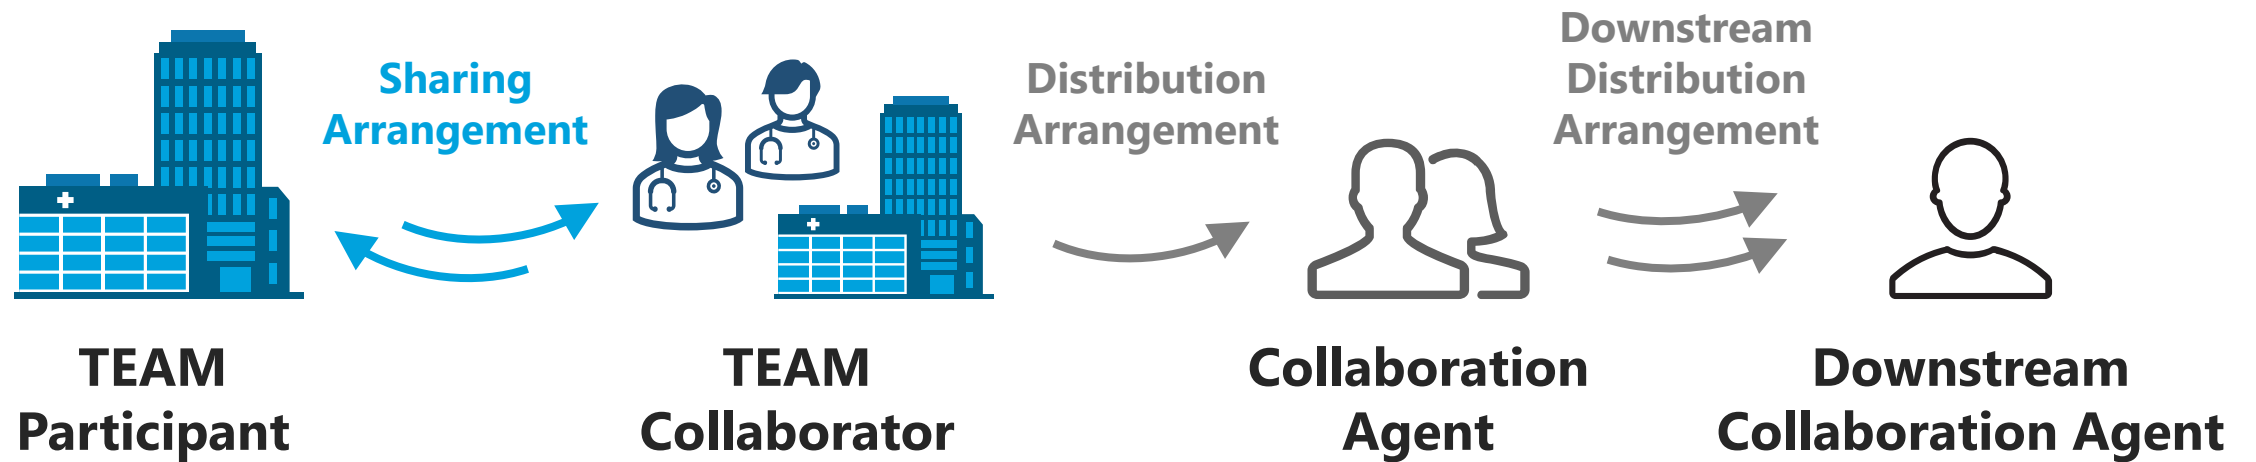 Sharing
Arrangement
Distribution
Arrangement
Downstream
Distribution
Arrangement
TEAM
Participant
TEAM
Collaborator
Collaboration
Agent
Downstream
Collaboration Agent